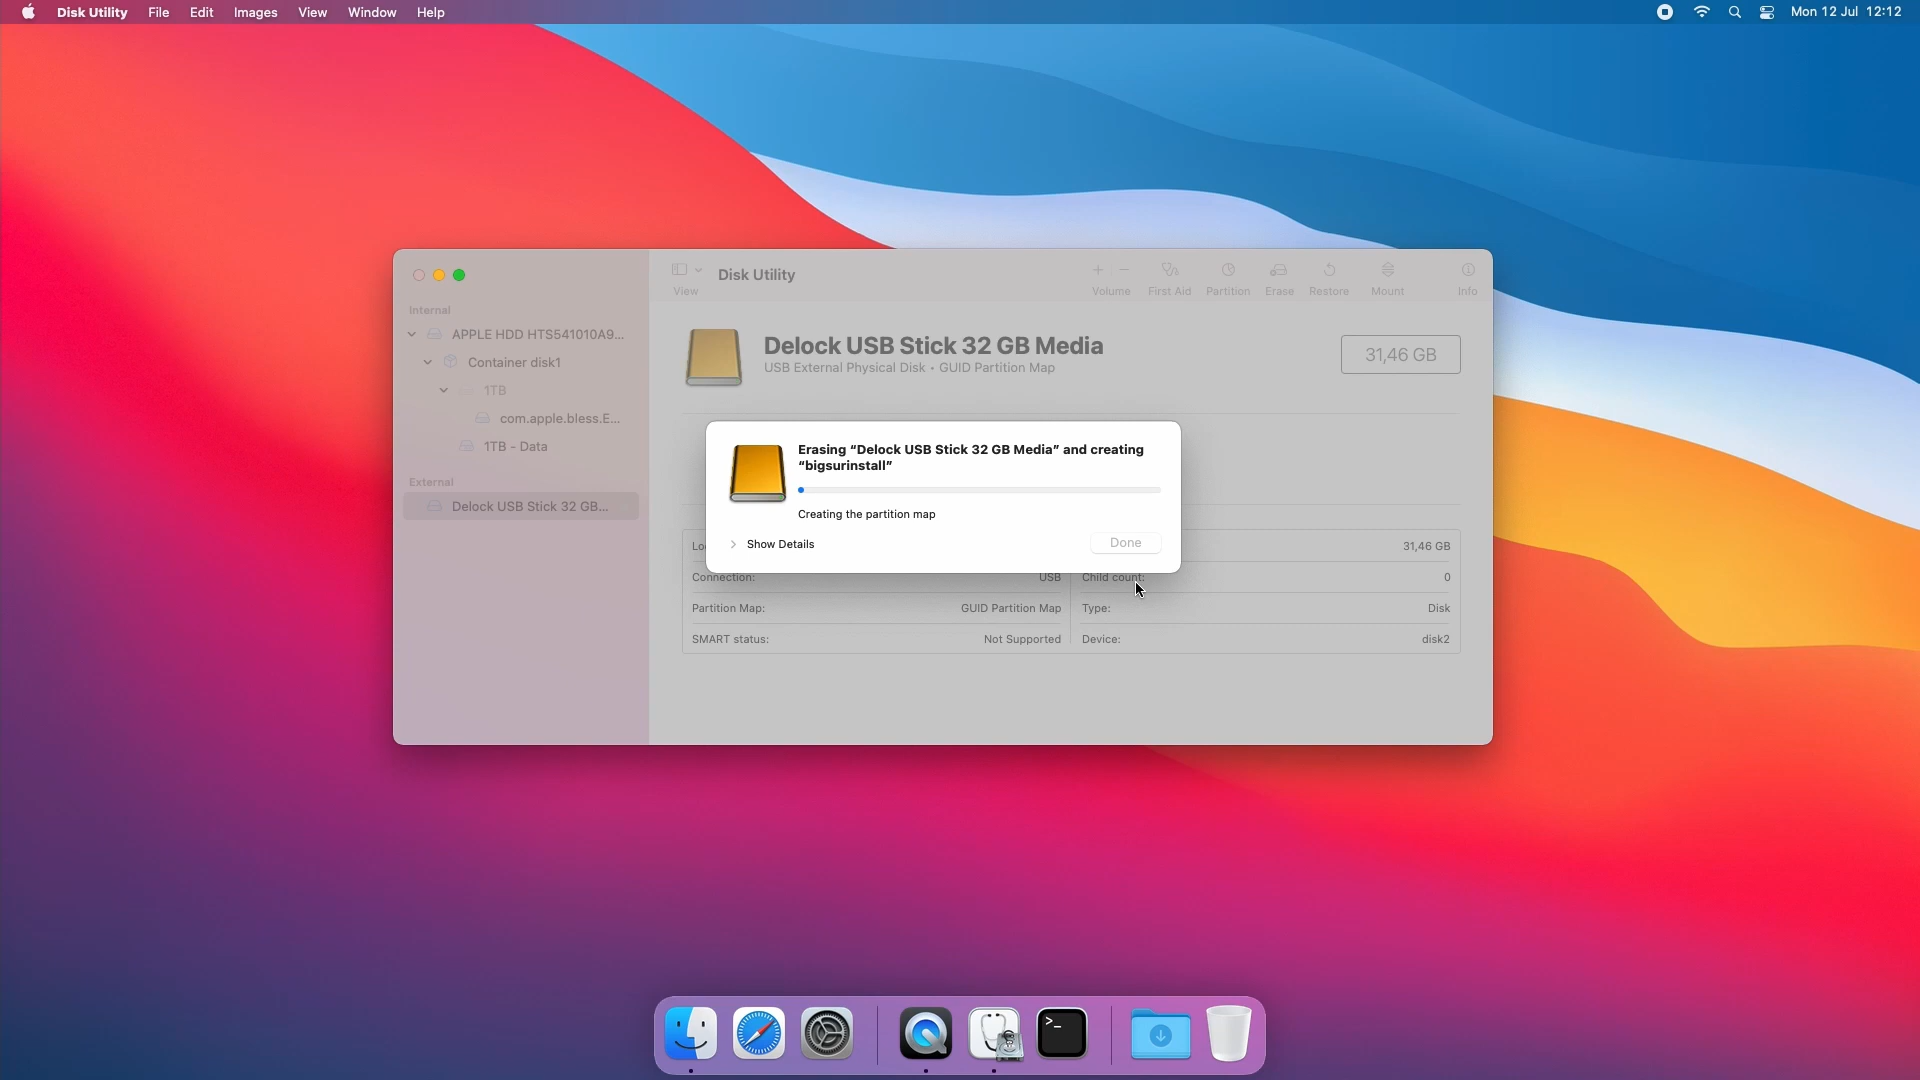 Disk Utility File Edit Images View Window Help Mon 12 Jul 12:12
Disk Utility
View Volume First Aid Partition Erase Restore Mount Info
Internal
APPLE HDD HTS541010A9...
Container disk1
1TB
com.apple.bless.E...
1TB - Data
External
Delock USB Stick 32 GB...
Delock USB Stick 32 GB Media
USB External Physical Disk • GUID Partition Map
31,46 GB
Erasing “Delock USB Stick 32 GB Media” and creating
“bigsurinstall”
Creating the partition map
Show Details Done
Lo 31,46 GB
Connection: USB Child count: 0
Partition Map: GUID Partition Map Type: Disk
SMART status: Not Supported Device: disk2
>_